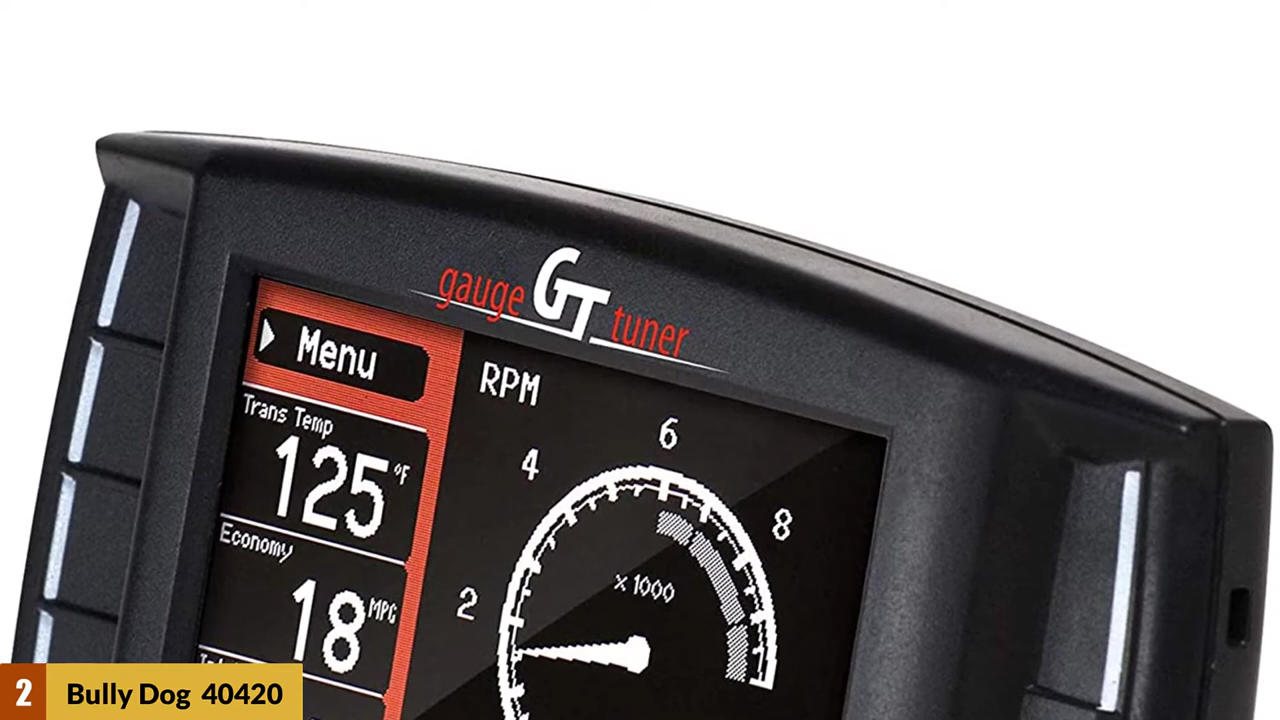 gauge GT tuner
Menu
RPM
Trans Temp
125°F
Economy
18 MPG
2
4
6
8
x 1000
2 Bully Dog 40420